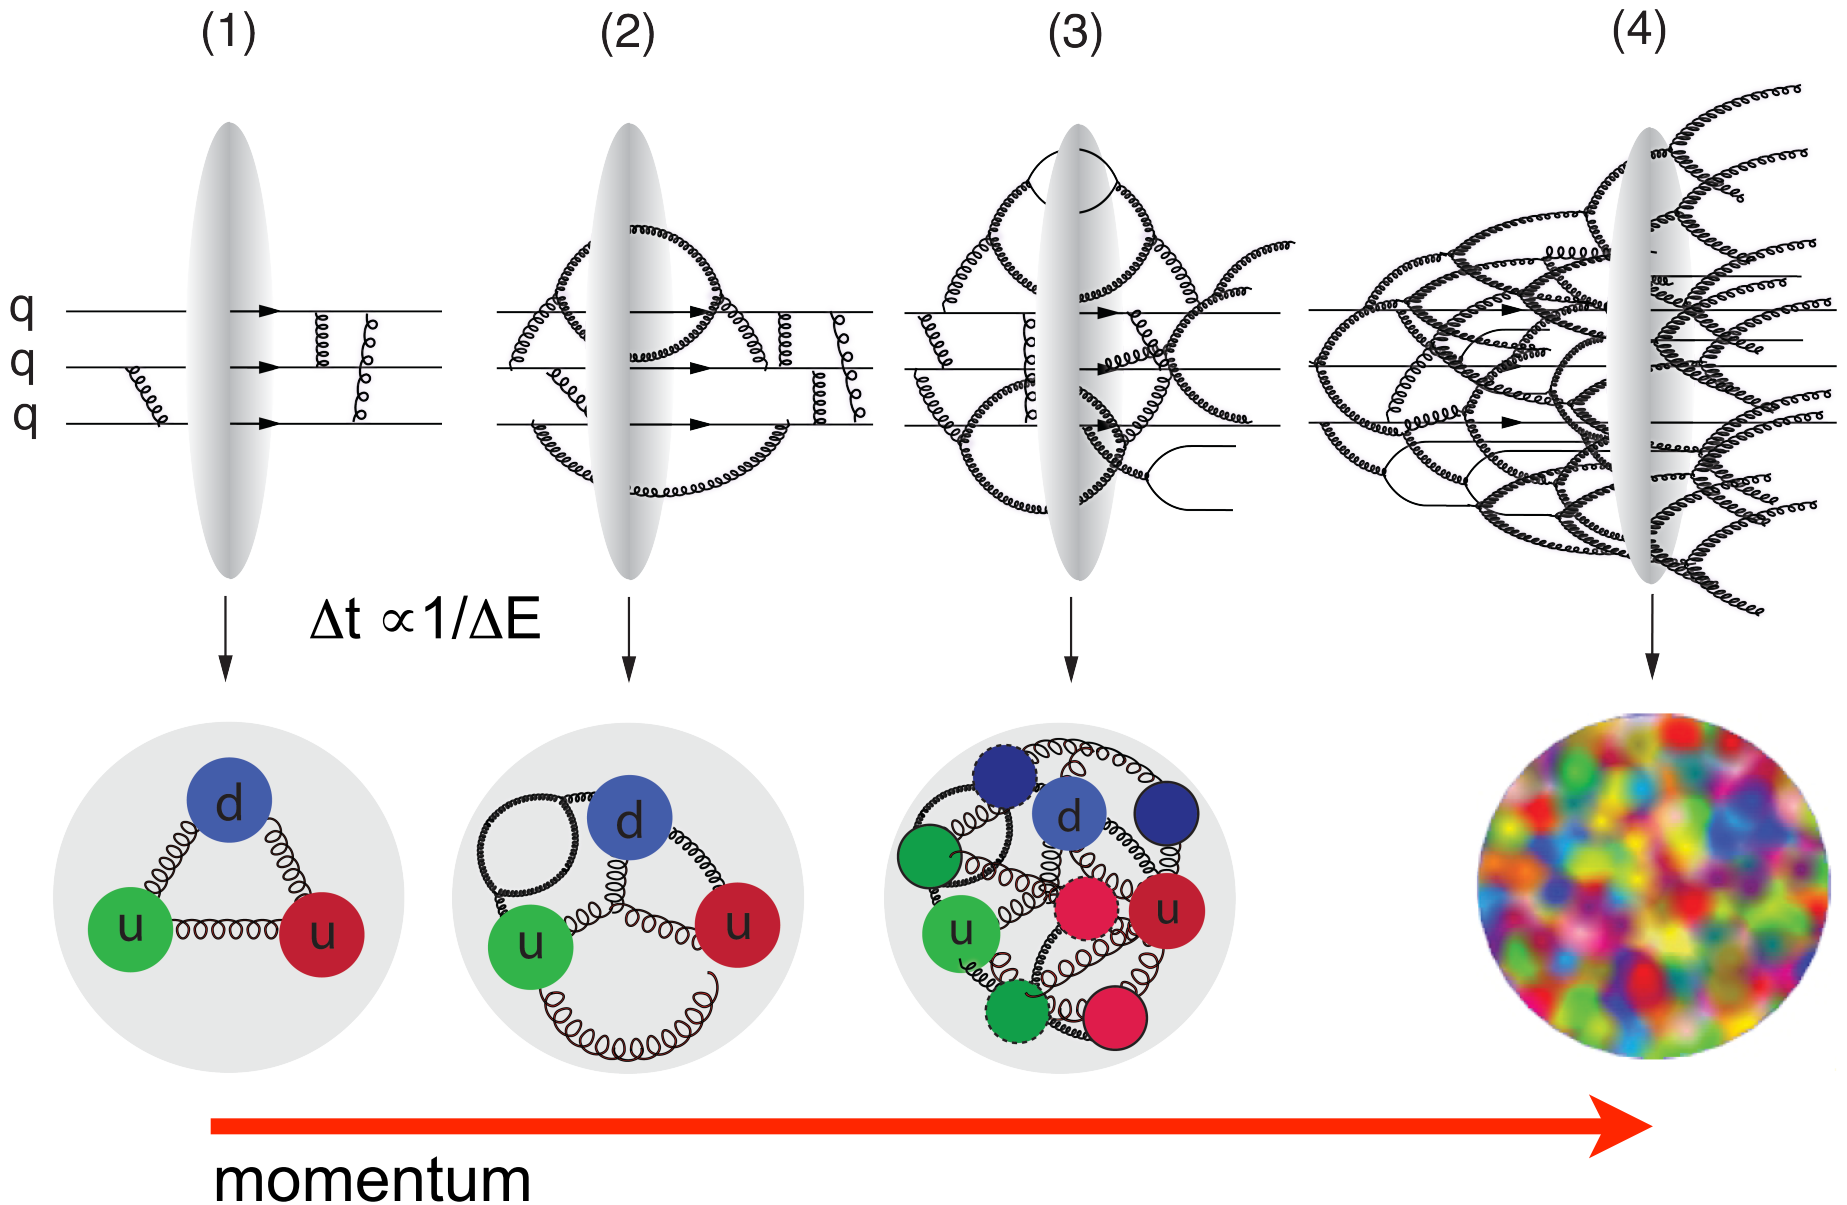 (1) (2) (3) (4)
q
q
q
Δt ∝1/ΔE
d
u u
d
u u
d
u u
momentum